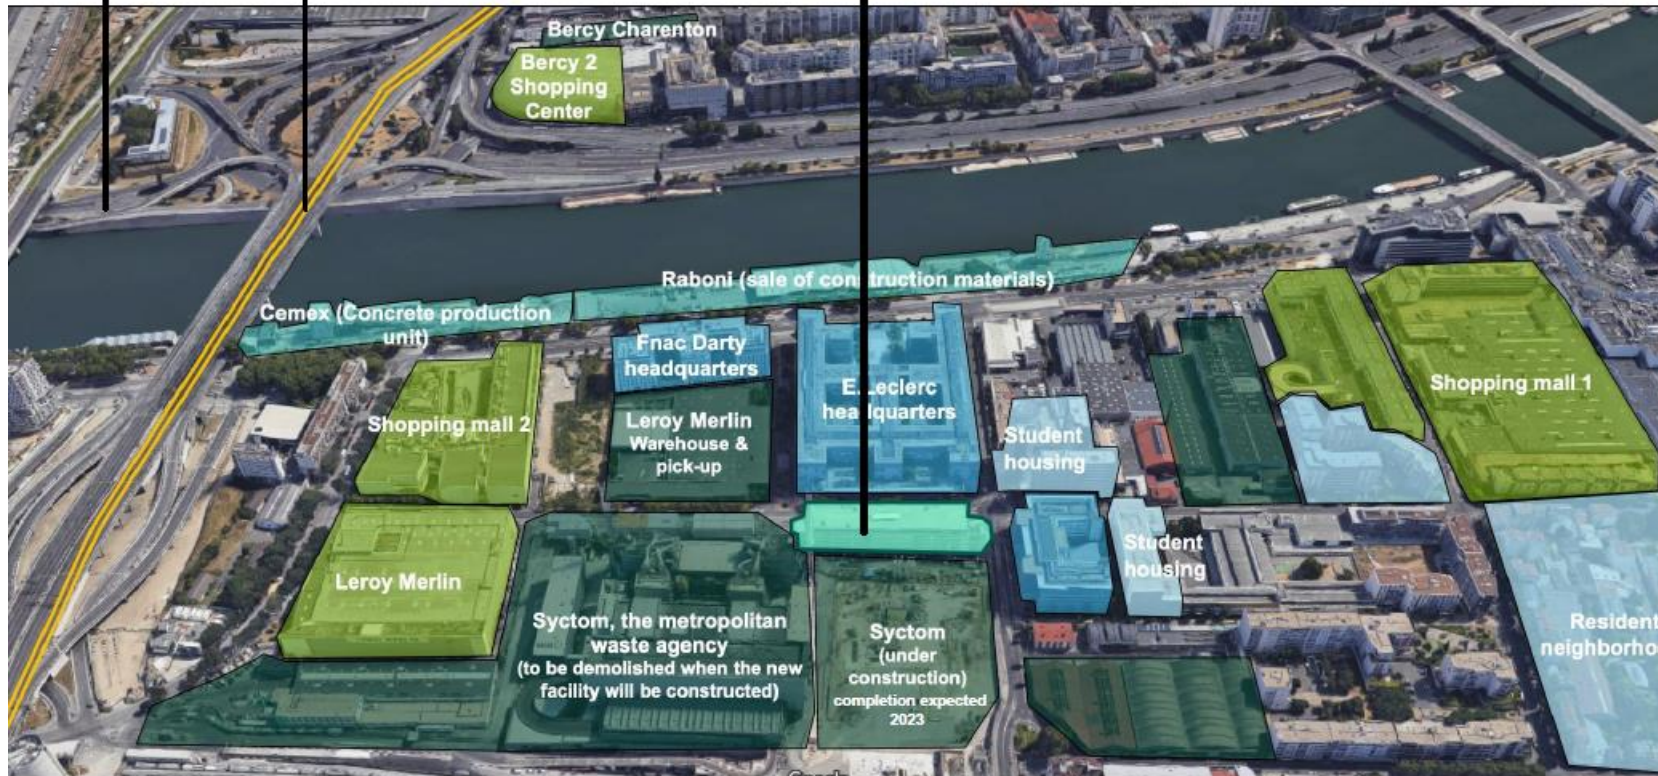 Bercy Charenton
Bercy 2
Shopping
Center
Raboni (sale of construction materials)
Cemex (Concrete production
unit)
Fnac Darty
headquarters
E.Leclerc
headquarters
Shopping mall 1
Shopping mall 2
Leroy Merlin
Warehouse &
pick-up
Student
housing
Leroy Merlin
Student
housing
Syctom, the metropolitan
waste agency
(to be demolished when the new
facility will be constructed)
Syctom
(under
construction)
completion expected
2023
Resident
neighborho